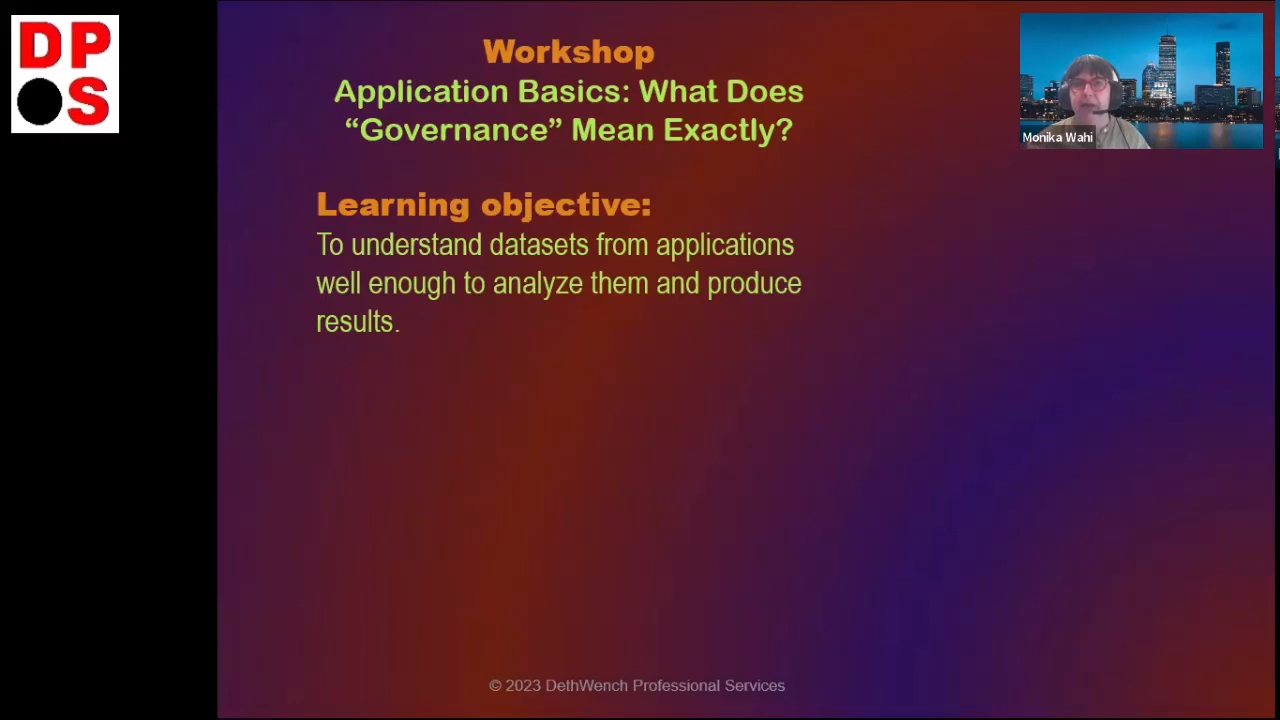 DP
S
Workshop
Application Basics: What Does
“Governance” Mean Exactly?
Monika Wahi
Learning objective:
To understand datasets from applications
well enough to analyze them and produce
results.
© 2023 DethWench Professional Services